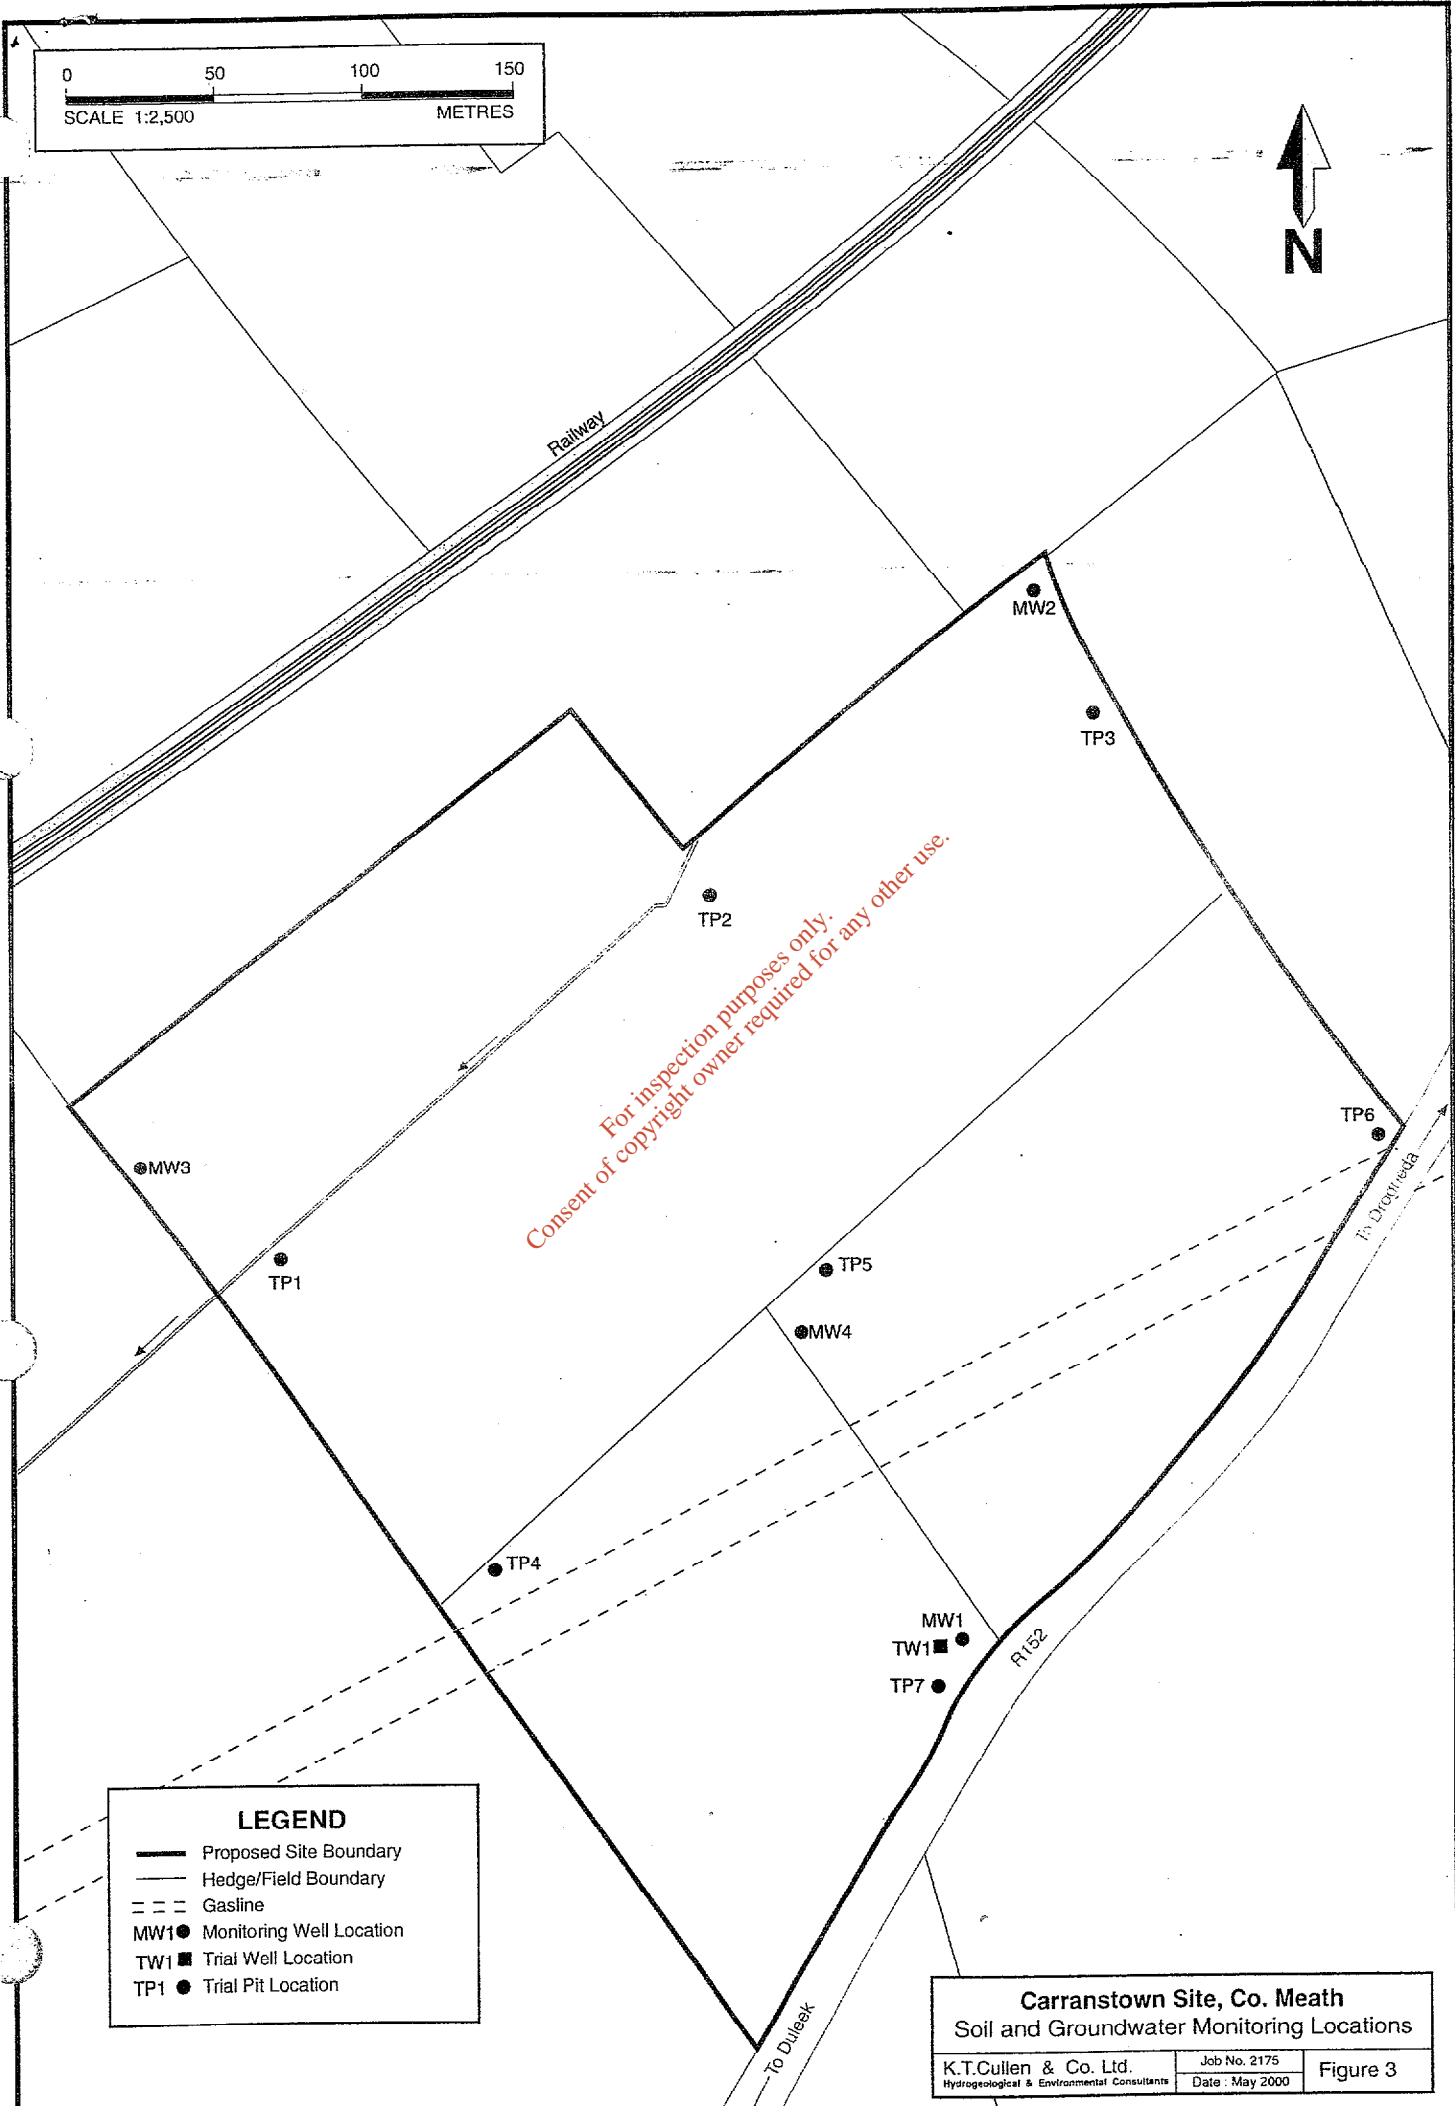 0 50 100 150
SCALE 1:2,500 METRES
N
Railway
MW2
TP3
TP2
For inspection purposes only.
Consent of copyright owner required for any other use.
TP6
To Drogheda
MW3
TP1
TP5
MW4
TP4
MW1
TW1
TP7
R152
To Duleek
LEGEND
Proposed Site Boundary
Hedge/Field Boundary
Gasline
MW1 Monitoring Well Location
TW1 Trial Well Location
TP1 Trial Pit Location
Carranstown Site, Co. Meath
Soil and Groundwater Monitoring Locations
K.T.Cullen & Co. Ltd.
Hydrogeological & Environmental Consultants
Job No. 2175
Date : May 2000
Figure 3